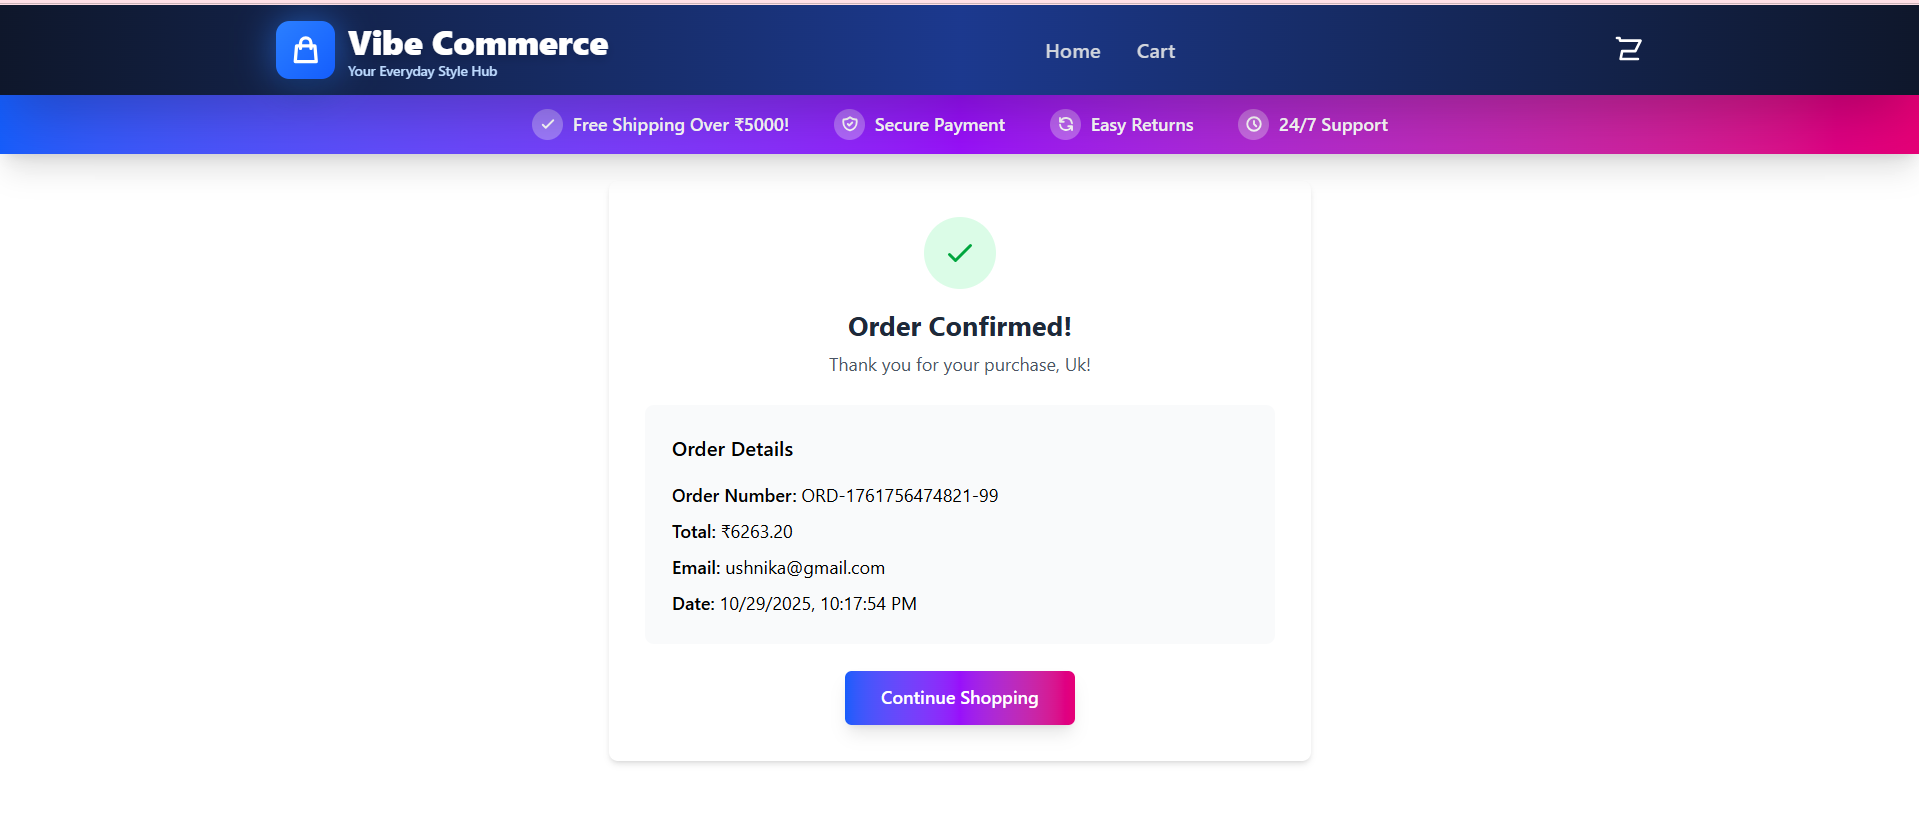 Vibe Commerce
Your Everyday Style Hub
Home
Cart
Free Shipping Over ₹5000!
Secure Payment
Easy Returns
24/7 Support
Order Confirmed!
Thank you for your purchase, Uk!
Order Details
Order Number: ORD-1761756474821-99
Total: ₹6263.20
Email: ushnika@gmail.com
Date: 10/29/2025, 10:17:54 PM
Continue Shopping